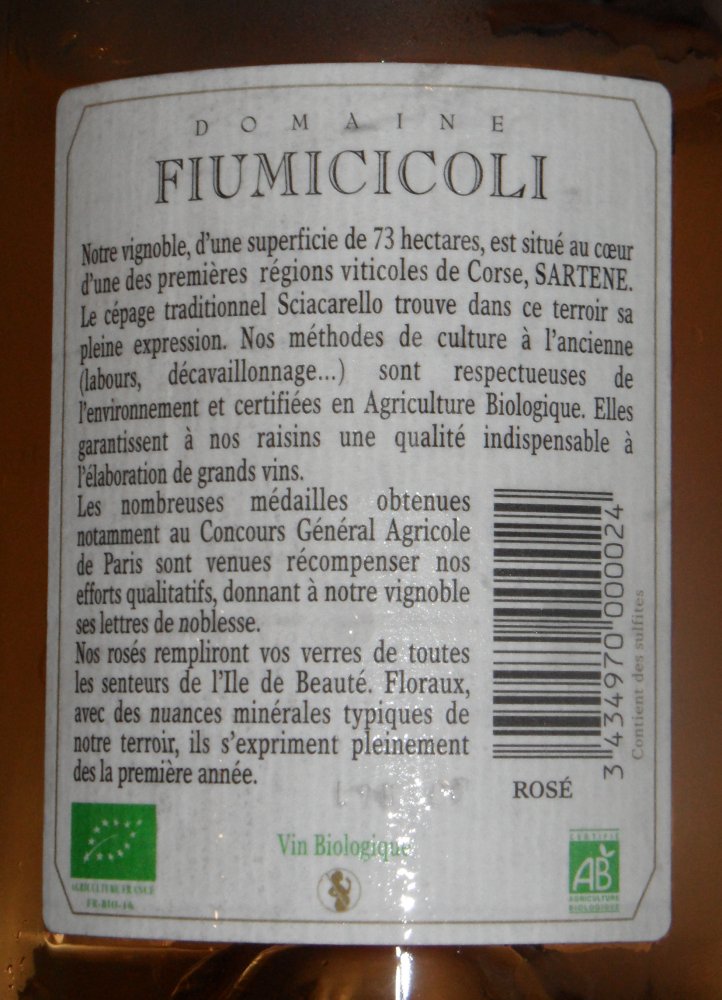 DOMAINE
FIUMICICOLI
Notre vignoble, d'une superficie de 73 hectares, est situé au cœur
d'une des premières régions viticoles de Corse, SARTENE.
Le cépage traditionnel Sciacarello trouve dans ce terroir sa
pleine expression. Nos méthodes de culture à l'ancienne
(labours, décavaillonnage...) sont respectueuses de
l'environnement et certifiées en Agriculture Biologique. Elles
garantissent à nos raisins une qualité indispensable à
l'élaboration de grands vins.
Les nombreuses médailles obtenues
notamment au Concours Général Agricole
de Paris sont venues récompenser nos
efforts qualitatifs, donnant à notre vignoble
ses lettres de noblesse.
Nos rosés rempliront vos verres de toutes
les senteurs de l'Ile de Beauté. Floraux,
avec des nuances minérales typiques de
notre terroir, ils s'expriment pleinement
des la première année.
3 434970 000024
Contient des sulfites
ROSÉ
Vin Biologique
AGRICULTURE FRANCE
CERTIFIÉ
AB
AGRICULTURE
BIOLOGIQUE